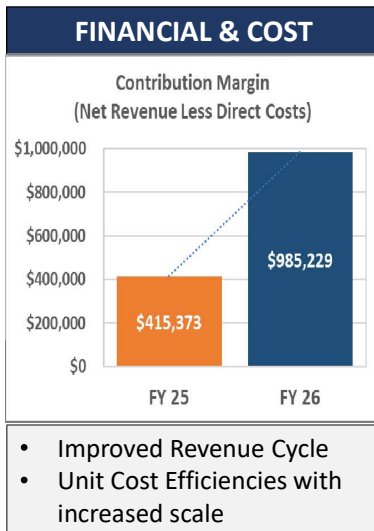 FINANCIAL & COST
Contribution Margin
(Net Revenue Less Direct Costs)
$1,000,000
$800,000
$600,000
$400,000
$200,000
$0
$415,373
$985,229
FY 25
FY 26
• Improved Revenue Cycle
• Unit Cost Efficiencies with
increased scale